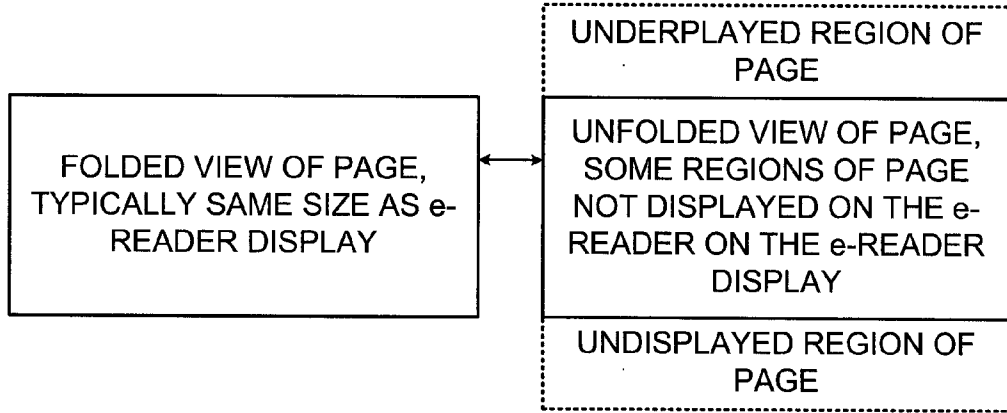 FOLDED VIEW OF PAGE,
TYPICALLY SAME SIZE AS e-
READER DISPLAY
UNDERPLAYED REGION OF
PAGE
UNFOLDED VIEW OF PAGE,
SOME REGIONS OF PAGE
NOT DISPLAYED ON THE e-
READER ON THE e-READER
DISPLAY
UNDISPLAYED REGION OF
PAGE